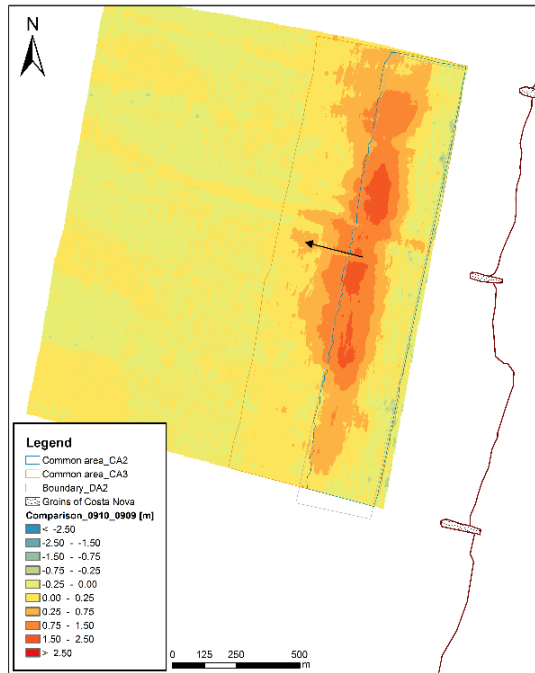 N
Legend
Common area_CA2
Common area_CA3
Boundary_DA2
Groins of Costa Nova
Comparison_0910_0909 [m]
< -2.50
-2.50 - -1.50
-1.50 - -0.75
-0.75 - -0.25
-0.25 - 0.00
0.00 - 0.25
0.25 - 0.75
0.75 - 1.50
1.50 - 2.50
> 2.50
0 125 250 500
m